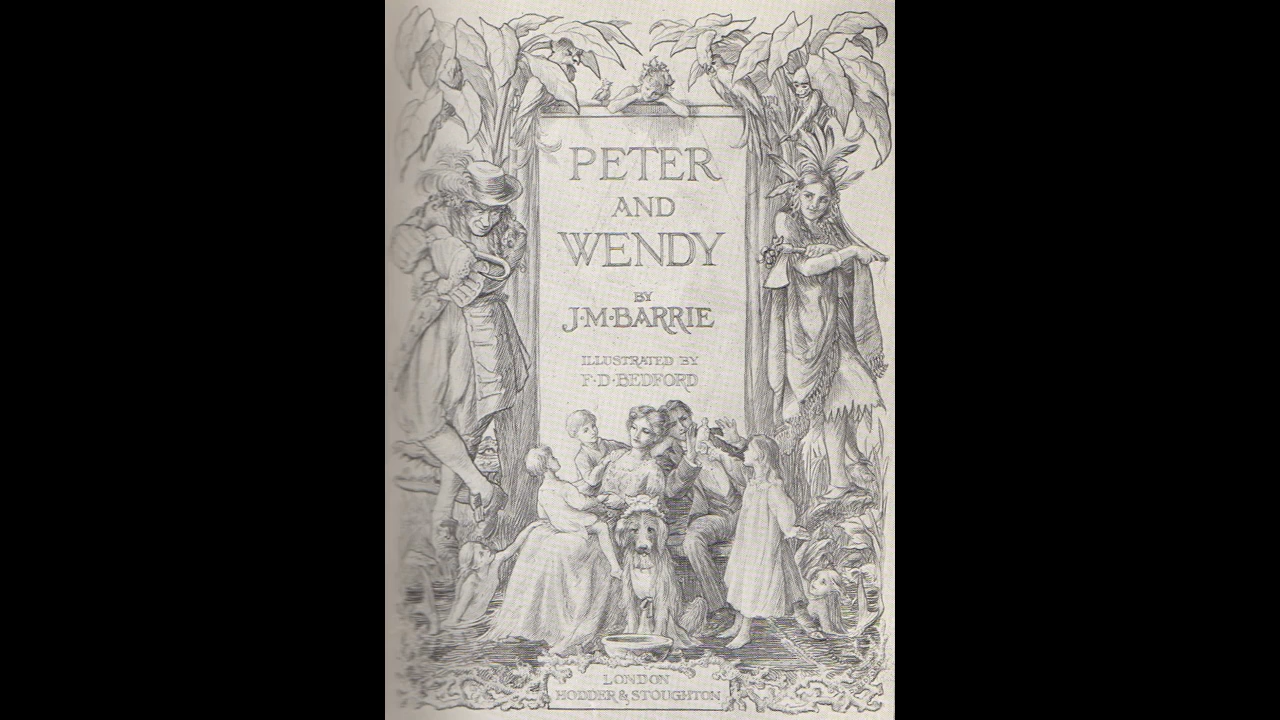 PETER
AND
WENDY
BY
J·M·BARRIE
ILLUSTRATED BY
F·D·BEDFORD
LONDON
HODDER & STOUGHTON